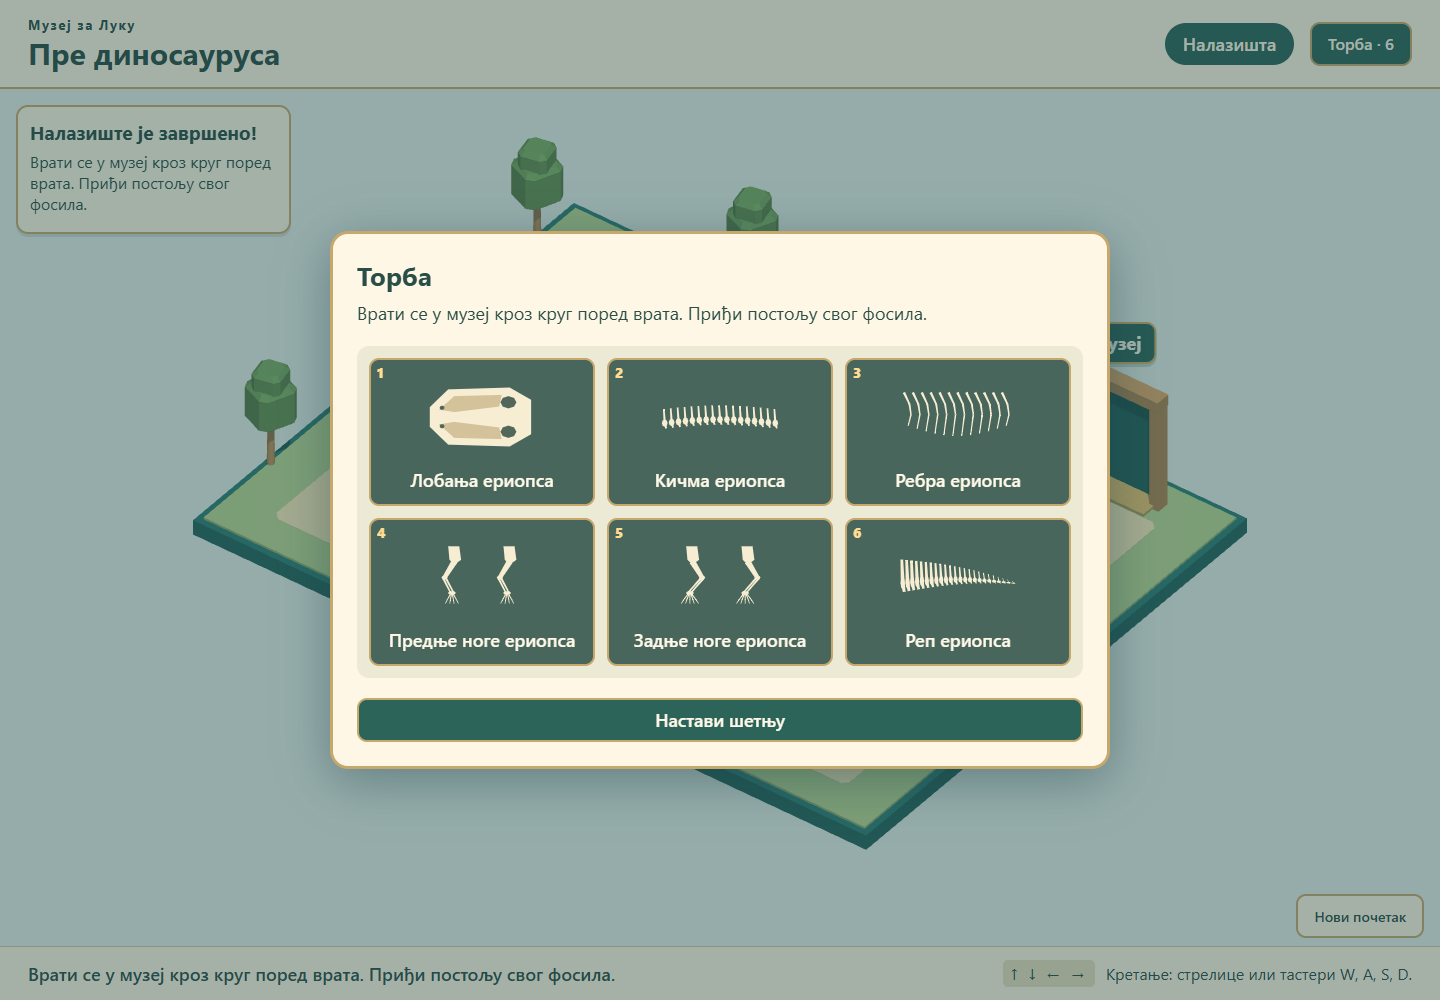 Музеј за Луку
Пре диносауруса
Налазишта
Торба · 6
Налазиште је завршено!
Врати се у музеј кроз круг поред
врата. Приђи постољу свог
фосила.
узеј
Торба
Врати се у музеј кроз круг поред врата. Приђи постољу свог фосила.
1
Лобања ериопса
2
Кичма ериопса
3
Ребра ериопса
4
Предње ноге ериопса
5
Задње ноге ериопса
6
Реп ериопса
Настави шетњу
Нови почетак
Врати се у музеј кроз круг поред врата. Приђи постољу свог фосила.
↑ ↓ ← → Кретање: стрелице или тастери W, A, S, D.